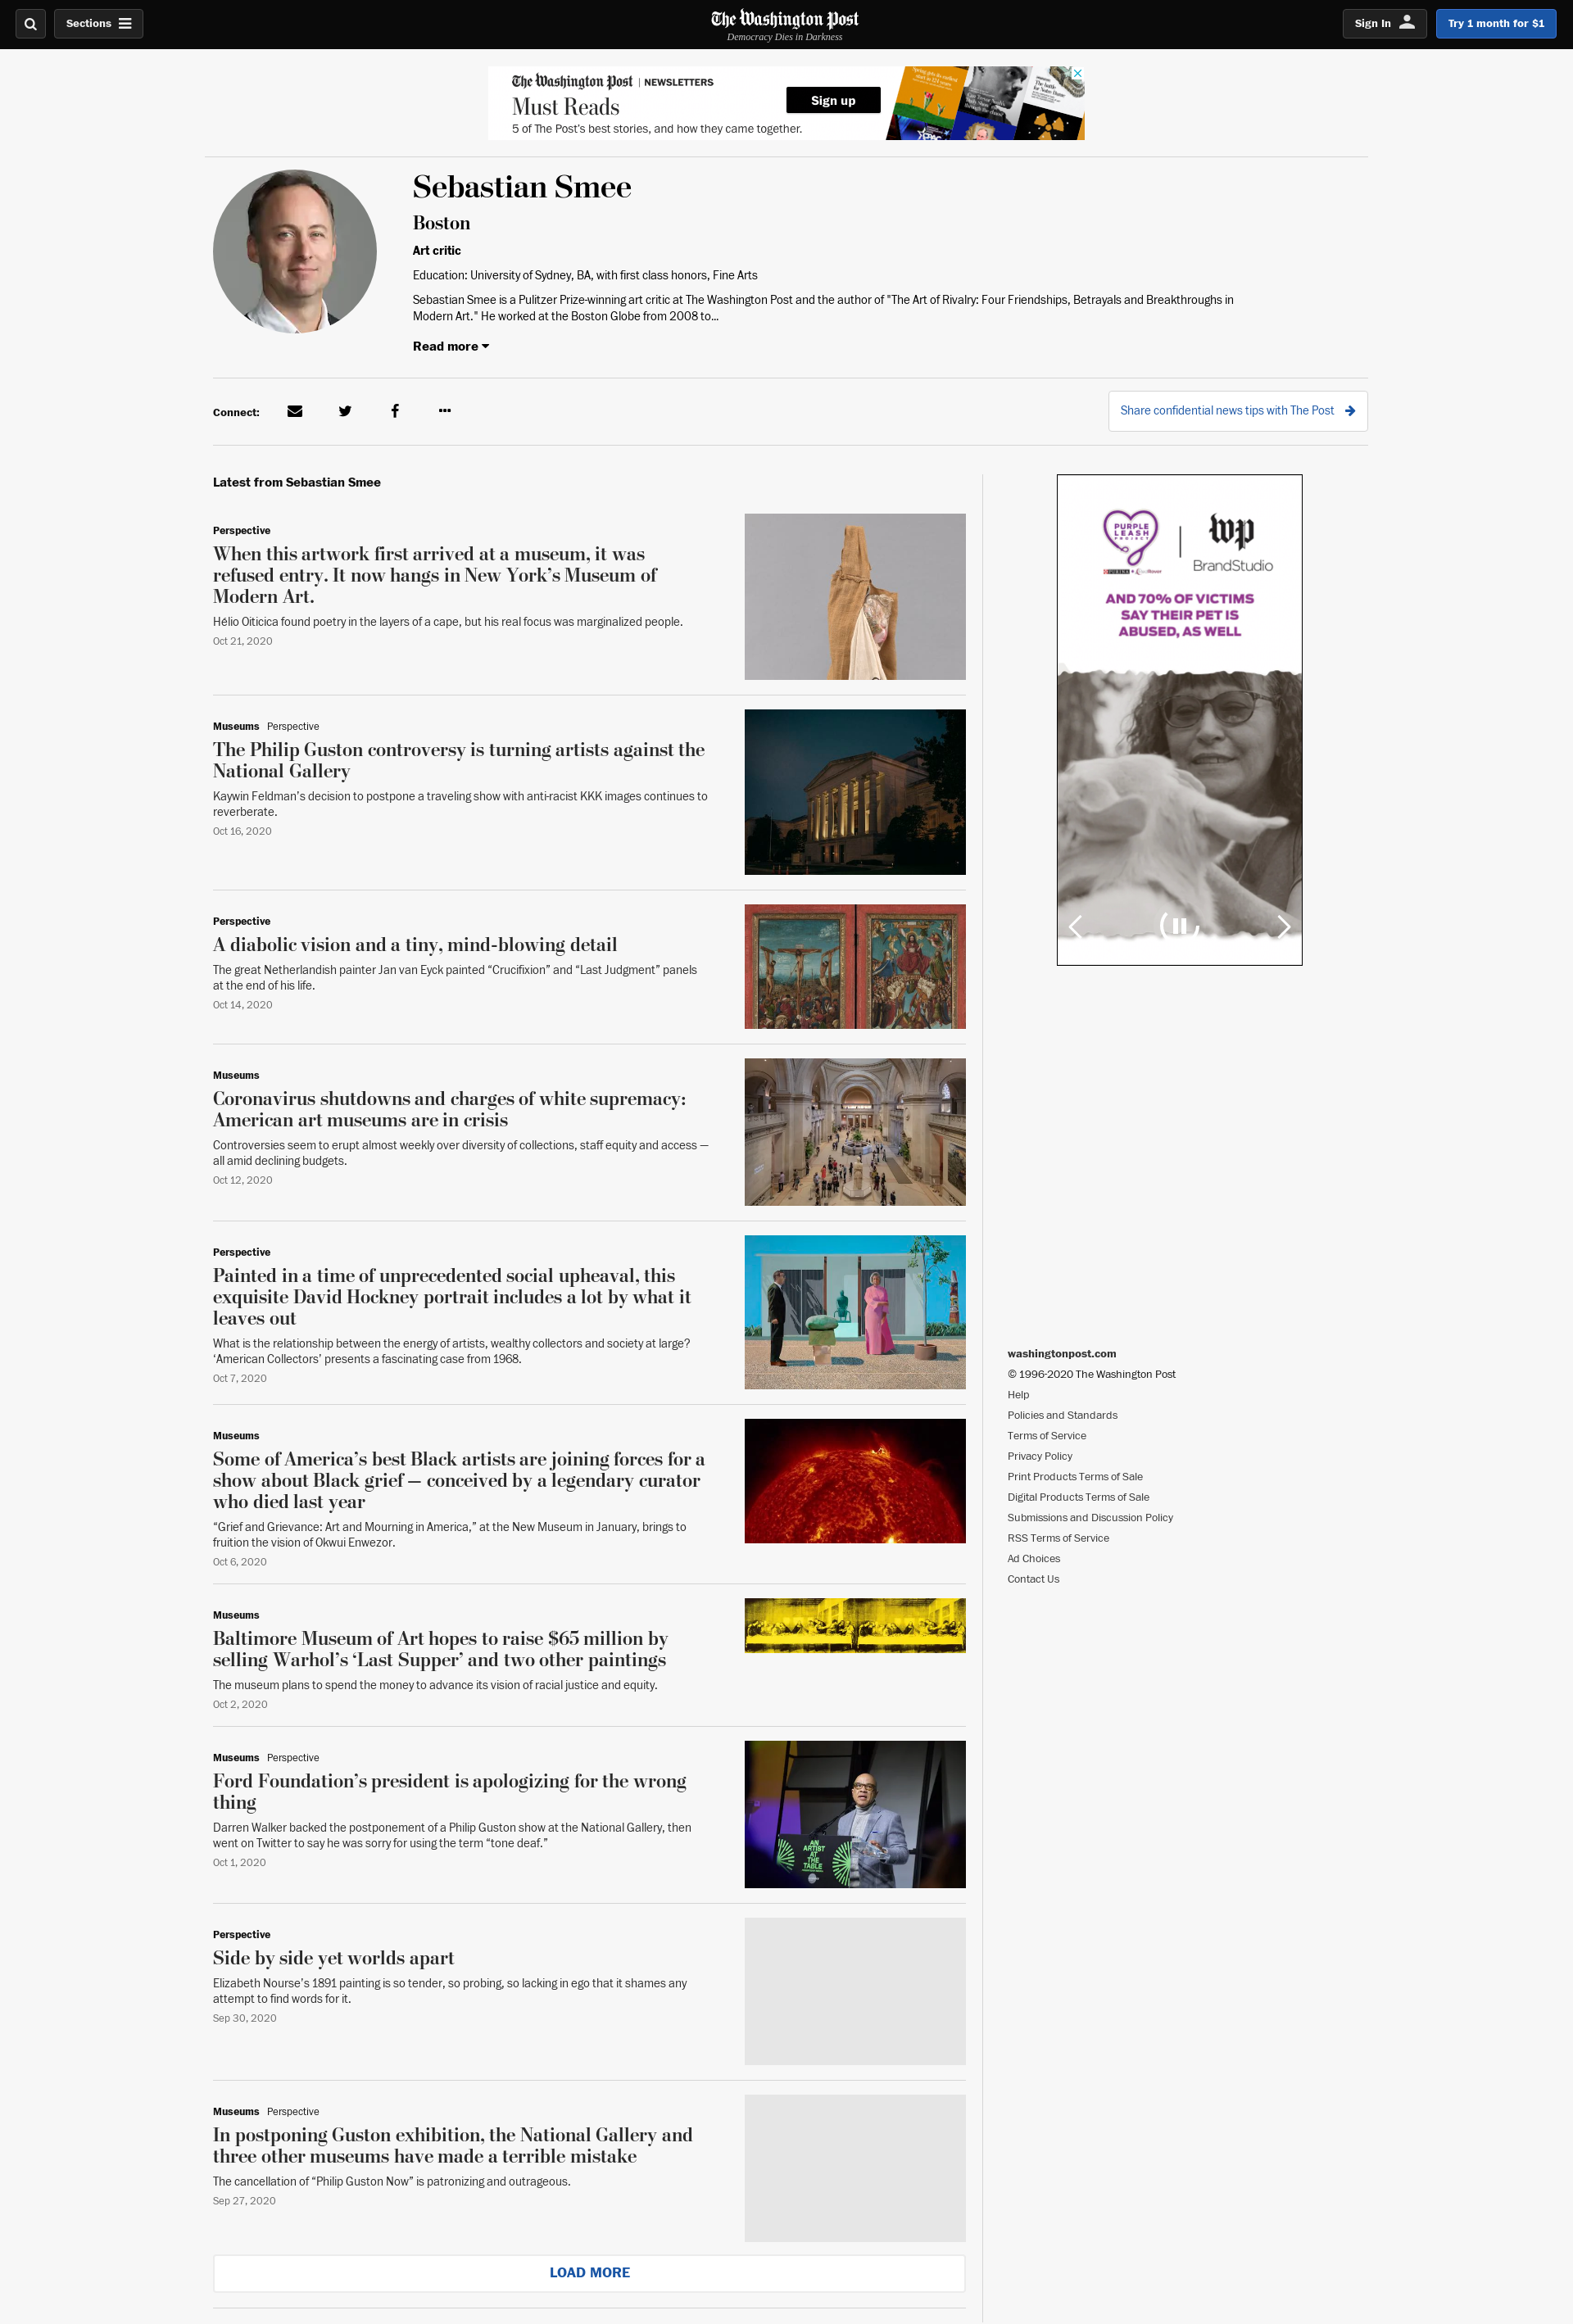 Sections
The Washington Post
Democracy Dies in Darkness
Sign In
Try 1 month for $1
The Washington Post | NEWSLETTERS
Must Reads
5 of The Post's best stories, and how they came together.
Sign up
Sebastian Smee
Boston
Art critic
Education: University of Sydney, BA, with first class honors, Fine Arts
Sebastian Smee is a Pulitzer Prize-winning art critic at The Washington Post and the author of "The Art of Rivalry: Four Friendships, Betrayals and Breakthroughs in
Modern Art." He worked at the Boston Globe from 2008 to...
Read more
Connect:
Share confidential news tips with The Post
Latest from Sebastian Smee
Perspective
When this artwork first arrived at a museum, it was
refused entry. It now hangs in New York’s Museum of
Modern Art.
Hélio Oiticica found poetry in the layers of a cape, but his real focus was marginalized people.
Oct 21, 2020
Museums Perspective
The Philip Guston controversy is turning artists against the
National Gallery
Kaywin Feldman’s decision to postpone a traveling show with anti-racist KKK images continues to
reverberate.
Oct 16, 2020
Perspective
A diabolic vision and a tiny, mind-blowing detail
The great Netherlandish painter Jan van Eyck painted “Crucifixion” and “Last Judgment” panels
at the end of his life.
Oct 14, 2020
Museums
Coronavirus shutdowns and charges of white supremacy:
American art museums are in crisis
Controversies seem to erupt almost weekly over diversity of collections, staff equity and access —
all amid declining budgets.
Oct 12, 2020
Perspective
Painted in a time of unprecedented social upheaval, this
exquisite David Hockney portrait includes a lot by what it
leaves out
What is the relationship between the energy of artists, wealthy collectors and society at large?
‘American Collectors’ presents a fascinating case from 1968.
Oct 7, 2020
Museums
Some of America’s best Black artists are joining forces for a
show about Black grief — conceived by a legendary curator
who died last year
“Grief and Grievance: Art and Mourning in America,” at the New Museum in January, brings to
fruition the vision of Okwui Enwezor.
Oct 6, 2020
Museums
Baltimore Museum of Art hopes to raise $65 million by
selling Warhol’s ‘Last Supper’ and two other paintings
The museum plans to spend the money to advance its vision of racial justice and equity.
Oct 2, 2020
Museums Perspective
Ford Foundation’s president is apologizing for the wrong
thing
Darren Walker backed the postponement of a Philip Guston show at the National Gallery, then
went on Twitter to say he was sorry for using the term “tone deaf.”
Oct 1, 2020
AN
ARTIST
AT
THE
TABLE
Perspective
Side by side yet worlds apart
Elizabeth Nourse’s 1891 painting is so tender, so probing, so lacking in ego that it shames any
attempt to find words for it.
Sep 30, 2020
Museums Perspective
In postponing Guston exhibition, the National Gallery and
three other museums have made a terrible mistake
The cancellation of “Philip Guston Now” is patronizing and outrageous.
Sep 27, 2020
LOAD MORE
PURPLE
LEASH
PROJECT
PURINA
wp
BrandStudio
AND 70% OF VICTIMS
SAY THEIR PET IS
ABUSED, AS WELL
washingtonpost.com
© 1996-2020 The Washington Post
Help
Policies and Standards
Terms of Service
Privacy Policy
Print Products Terms of Sale
Digital Products Terms of Sale
Submissions and Discussion Policy
RSS Terms of Service
Ad Choices
Contact Us